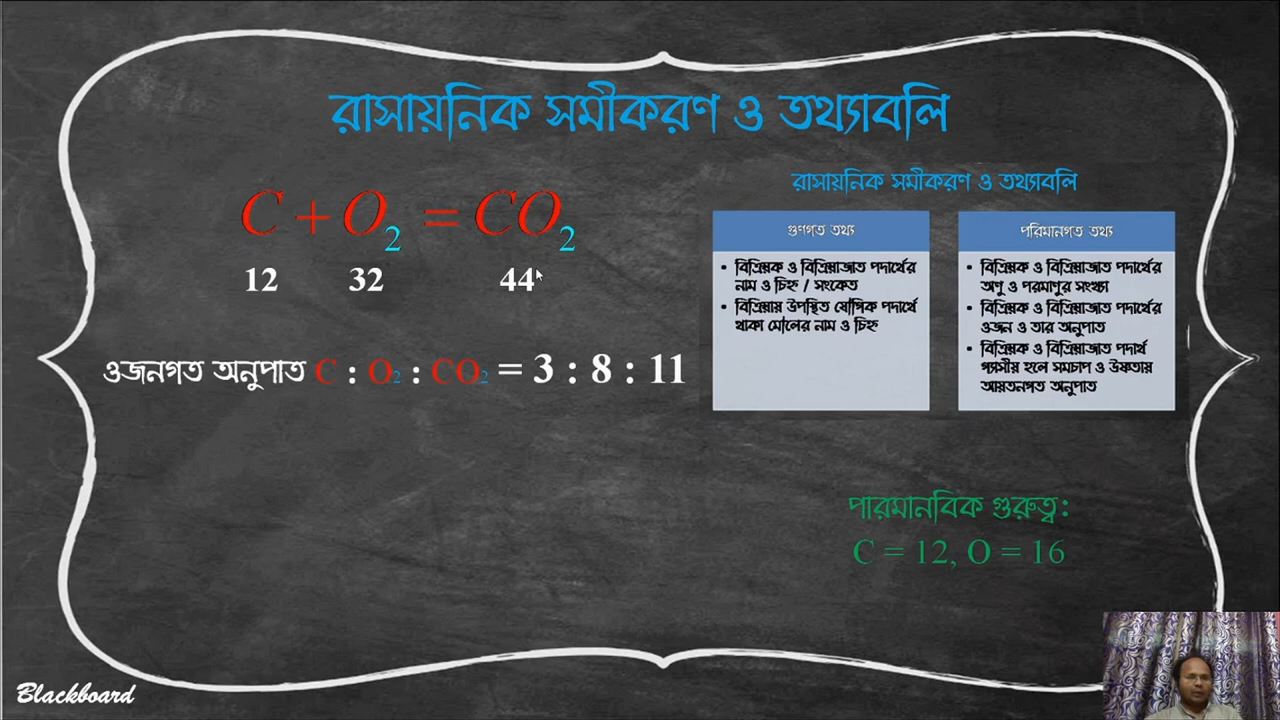 রাসায়নিক সমীকরণ ও তথ্যাবলি
C + O₂ = CO₂
12 32 44
ওজনগত অনুপাত C : O₂ : CO₂ = 3 : 8 : 11
রাসায়নিক সমীকরণ ও তথ্যাবলি
গুণগত তথ্য
• বিক্রিয়ক ও বিক্রিয়াজাত পদার্থের
নাম ও চিহ্ন / সংকেত
• বিক্রিয়ায় উপস্থিত যৌগিক পদার্থে
থাকা মৌলের নাম ও চিহ্ন
পরিমানগত তথ্য
• বিক্রিয়ক ও বিক্রিয়াজাত পদার্থের
অণু ও পরমাণুর সংখ্যা
• বিক্রিয়ক ও বিক্রিয়াজাত পদার্থের
ওজন ও তার অনুপাত
• বিক্রিয়ক ও বিক্রিয়াজাত পদার্থ
গ্যাসীয় হলে সমচাপ ও উষ্ণতায়
আয়তনগত অনুপাত
পারমানবিক গুরুত্ব:
C = 12, O = 16
Blackboard